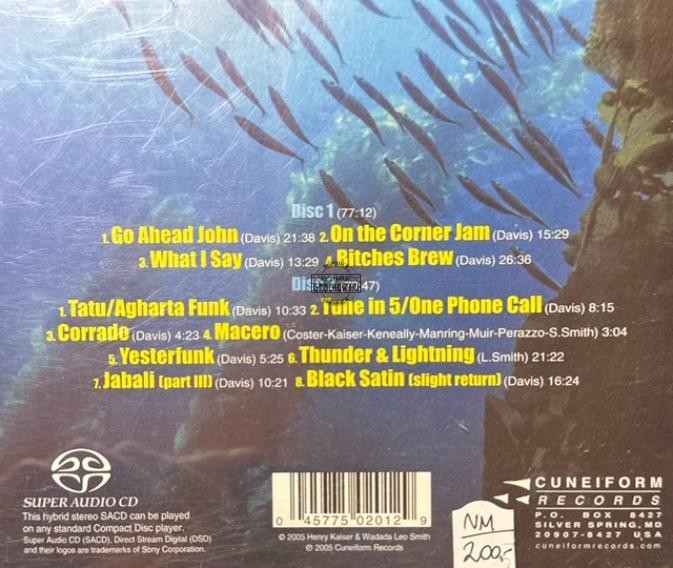 Disc 1 (77:12)
1. Go Ahead John (Davis) 21:38 2. On the Corner Jam (Davis) 15:29
3. What I Say (Davis) 13:29 4. Bitches Brew (Davis) 26:36
Disc :47)
1. Tatu/Agharta Funk (Davis) 10:33 2. Tune in 5/One Phone Call (Davis) 8:15
3. Corrado (Davis) 4:23 4. Macero (Coster-Kaiser-Keneally-Manring-Muir-Perazzo-S.Smith) 3:04
5. Yesterfunk (Davis) 5:25 6. Thunder & Lightning (L.Smith) 21:22
7. Jabali (part III) (Davis) 10:21 8. Black Satin (slight return) (Davis) 16:24
SUPER AUDIO CD
This hybrid stereo SACD can be played
on any standard Compact Disc player.
Super Audio CD (SACD), Direct Stream Digital (DSD)
and their logos are trademarks of Sony Corporation.
0 45775 02012 9
© 2005 Henry Kaiser & Wadada Leo Smith
℗ 2005 Cuneiform Records
NM
200,5
CUNEIFORM
RECORDS
P.O. BOX 8427
SILVER SPRING, MD
20907-8427 USA
cuneiformrecords.com